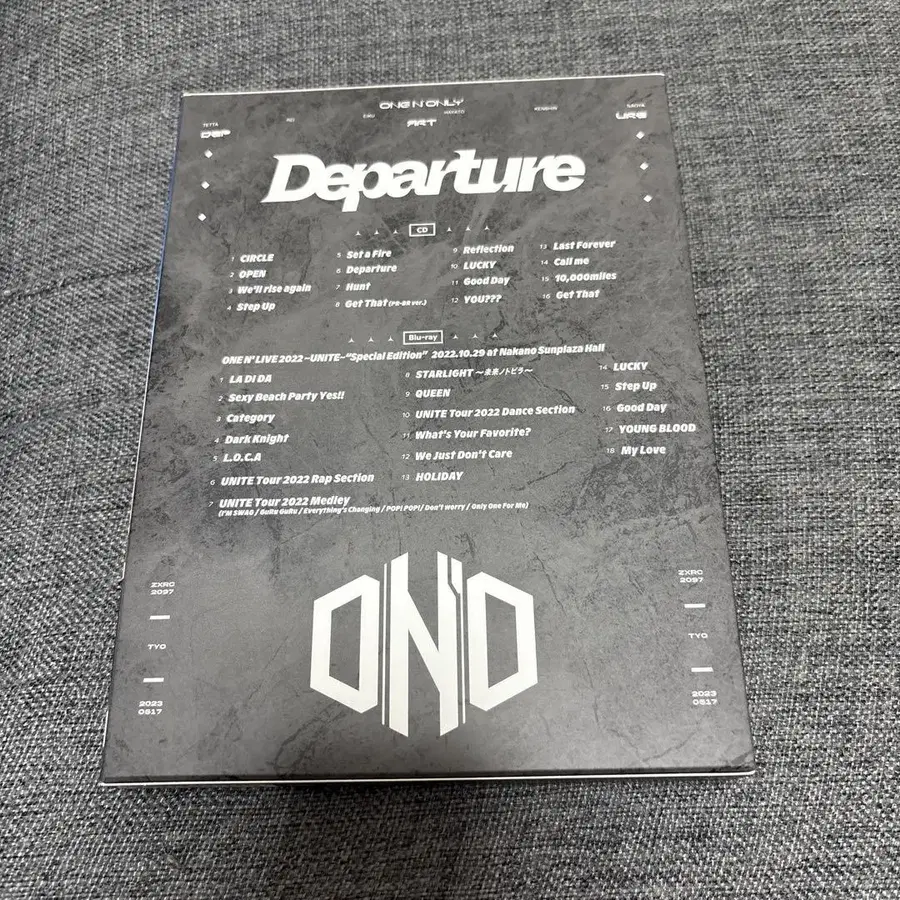 ONE N' ONLY
TETTA REI EIKU HAYATO KENSHIN NAOYA
DEP ART URE
Departure
CD
1 CIRCLE
2 OPEN
3 We'll rise again
4 Step Up
5 Set a Fire
6 Departure
7 Hunt
8 Get That (PR-BR ver.)
9 Reflection
10 LUCKY
11 Good Day
12 YOU???
13 Last Forever
14 Call me
15 10,000miles
16 Get That
Blu-ray
ONE N' LIVE 2022 ~UNITE~ "Special Edition" 2022.10.29 at Nakano Sunplaza Hall
1 LA DI DA
2 Sexy Beach Party Yes!!
3 Category
4 Dark Knight
5 L.O.C.A
6 UNITE Tour 2022 Rap Section
7 UNITE Tour 2022 Medley
(I'M SWAG / GuRu GuRu / Everything's Changing / POP! POP! / Don't worry / Only One For Me)
8 STARLIGHT ~未来ノトビラ~
9 QUEEN
10 UNITE Tour 2022 Dance Section
11 What's Your Favorite?
12 We Just Don't Care
13 HOLIDAY
14 LUCKY
15 Step Up
16 Good Day
17 YOUNG BLOOD
18 My Love
ZXRC
2097
TYO
2023
0517
ON'O
ZXRC
2097
TYO
2023
0517